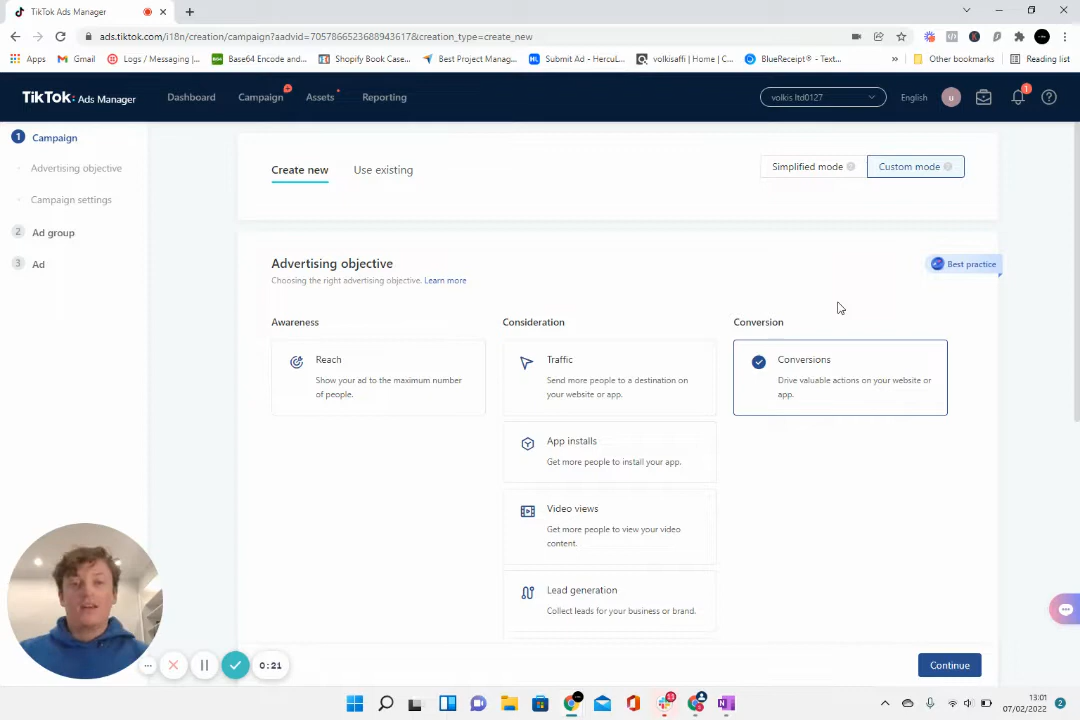 TikTok Ads Manager
ads.tiktok.com/i18n/creation/campaign?aadvid=7057866523688943617&creation_type=create_new
Apps
Gmail
Logs / Messaging |...
Base64 Encode and...
Shopify Book Case...
Best Project Manag...
Submit Ad - HercuL...
volkisaffi | Home | C...
BlueReceipt® - Text...
»
Other bookmarks
Reading list
TikTok: Ads Manager
Dashboard
Campaign
Assets
Reporting
volkis ltd0127
English
u
1
1 Campaign
Advertising objective
Campaign settings
2 Ad group
3 Ad
Create new
Use existing
Simplified mode
Custom mode
Advertising objective
Choosing the right advertising objective. Learn more
Best practice
Awareness
Reach
Show your ad to the maximum number
of people.
Consideration
Traffic
Send more people to a destination on
your website or app.
App installs
Get more people to install your app.
Video views
Get more people to view your video
content.
Lead generation
Collect leads for your business or brand.
Conversion
Conversions
Drive valuable actions on your website or
app.
0:21
Continue
13:01
07/02/2022
2